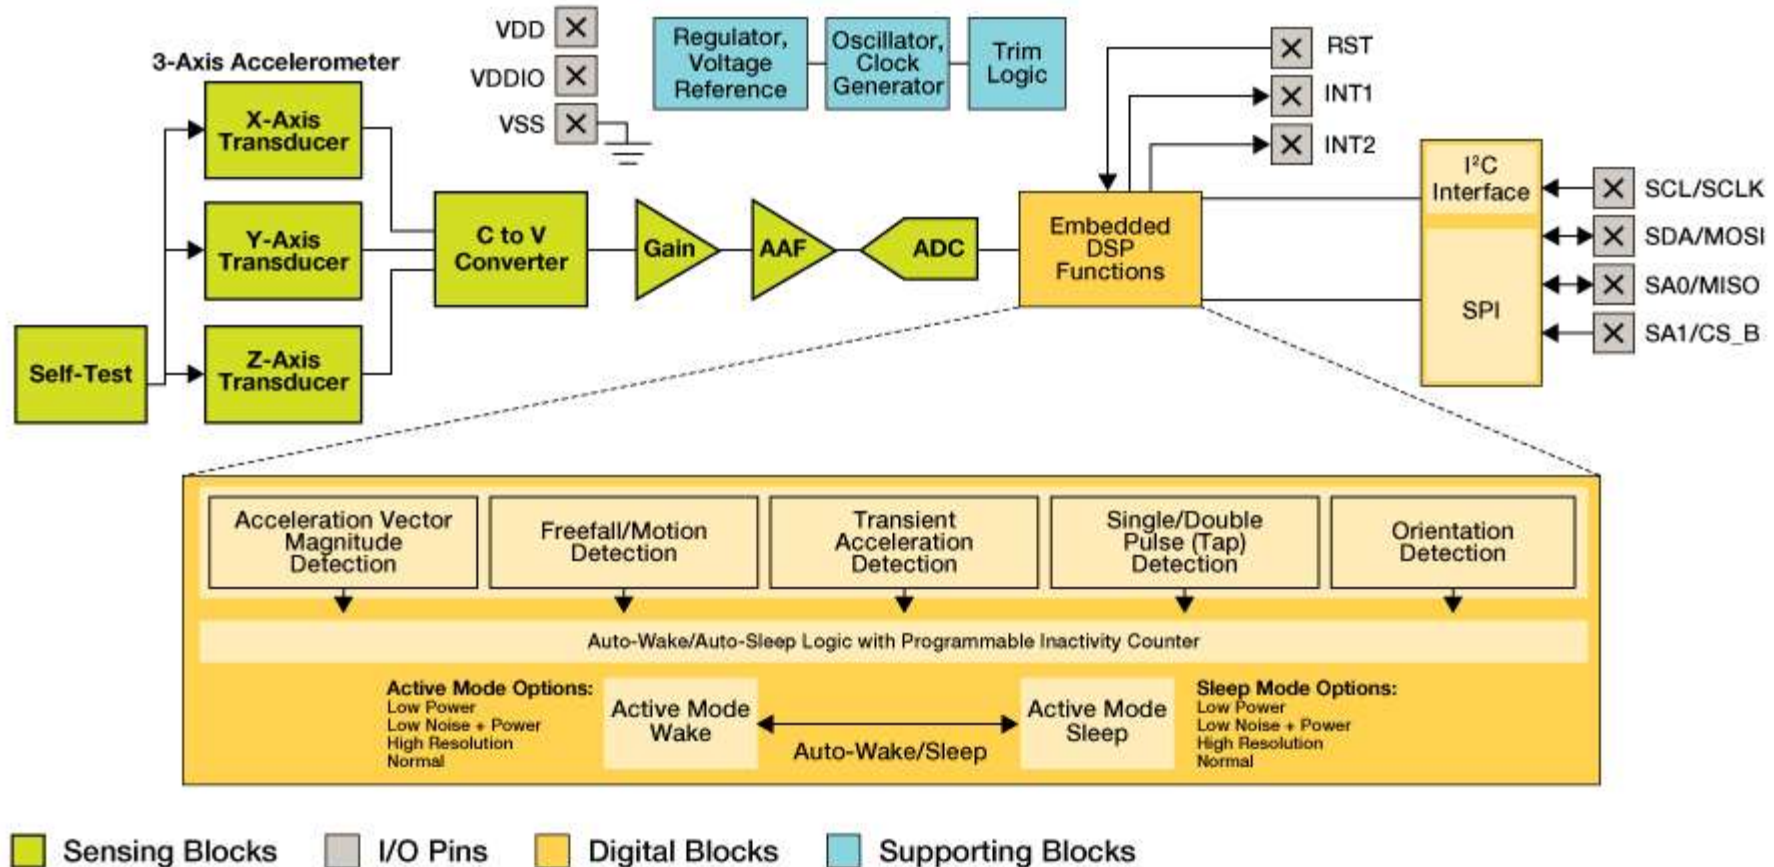 3-Axis Accelerometer
X-Axis
Transducer
Y-Axis
Transducer
Z-Axis
Transducer
Self-Test
VDD
VDDIO
VSS
Regulator,
Voltage
Reference
Oscillator,
Clock
Generator
Trim
Logic
C to V
Converter
Gain
AAF
ADC
Embedded
DSP
Functions
RST
INT1
INT2
I²C
Interface
SPI
SCL/SCLK
SDA/MOSI
SA0/MISO
SA1/CS_B
Acceleration Vector
Magnitude
Detection
Freefall/Motion
Detection
Transient
Acceleration
Detection
Single/Double
Pulse (Tap)
Detection
Orientation
Detection
Auto-Wake/Auto-Sleep Logic with Programmable Inactivity Counter
Active Mode Options:
Low Power
Low Noise + Power
High Resolution
Normal
Active Mode
Wake
Auto-Wake/Sleep
Active Mode
Sleep
Sleep Mode Options:
Low Power
Low Noise + Power
High Resolution
Normal
Sensing Blocks
I/O Pins
Digital Blocks
Supporting Blocks